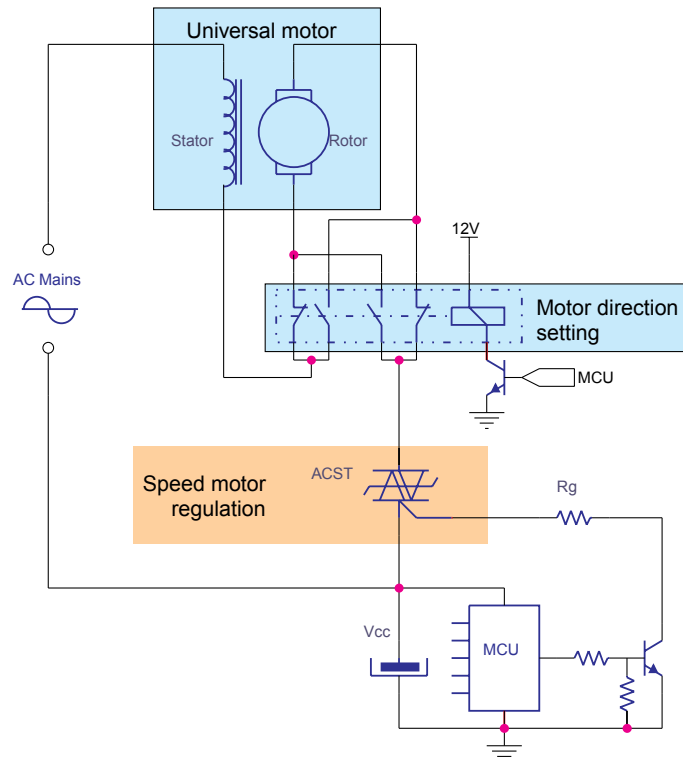 Universal motor
Stator
Rotor
12V
AC Mains
Motor direction
setting
MCU
ACST
Speed motor
regulation
Rg
Vcc
MCU